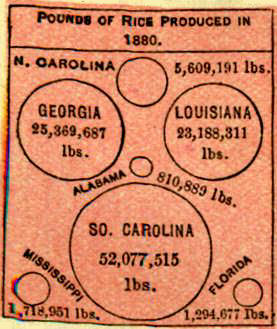 POUNDS OF RICE PRODUCED IN
1880.
N. CAROLINA
5,609,191 lbs.
GEORGIA
25,369,687
lbs.
LOUISIANA
23,188,311
lbs.
ALABAMA
810,889 lbs.
SO. CAROLINA
52,077,515
lbs.
MISSISSIPPI
1,718,951 lbs.
FLORIDA
1,294,677 lbs.